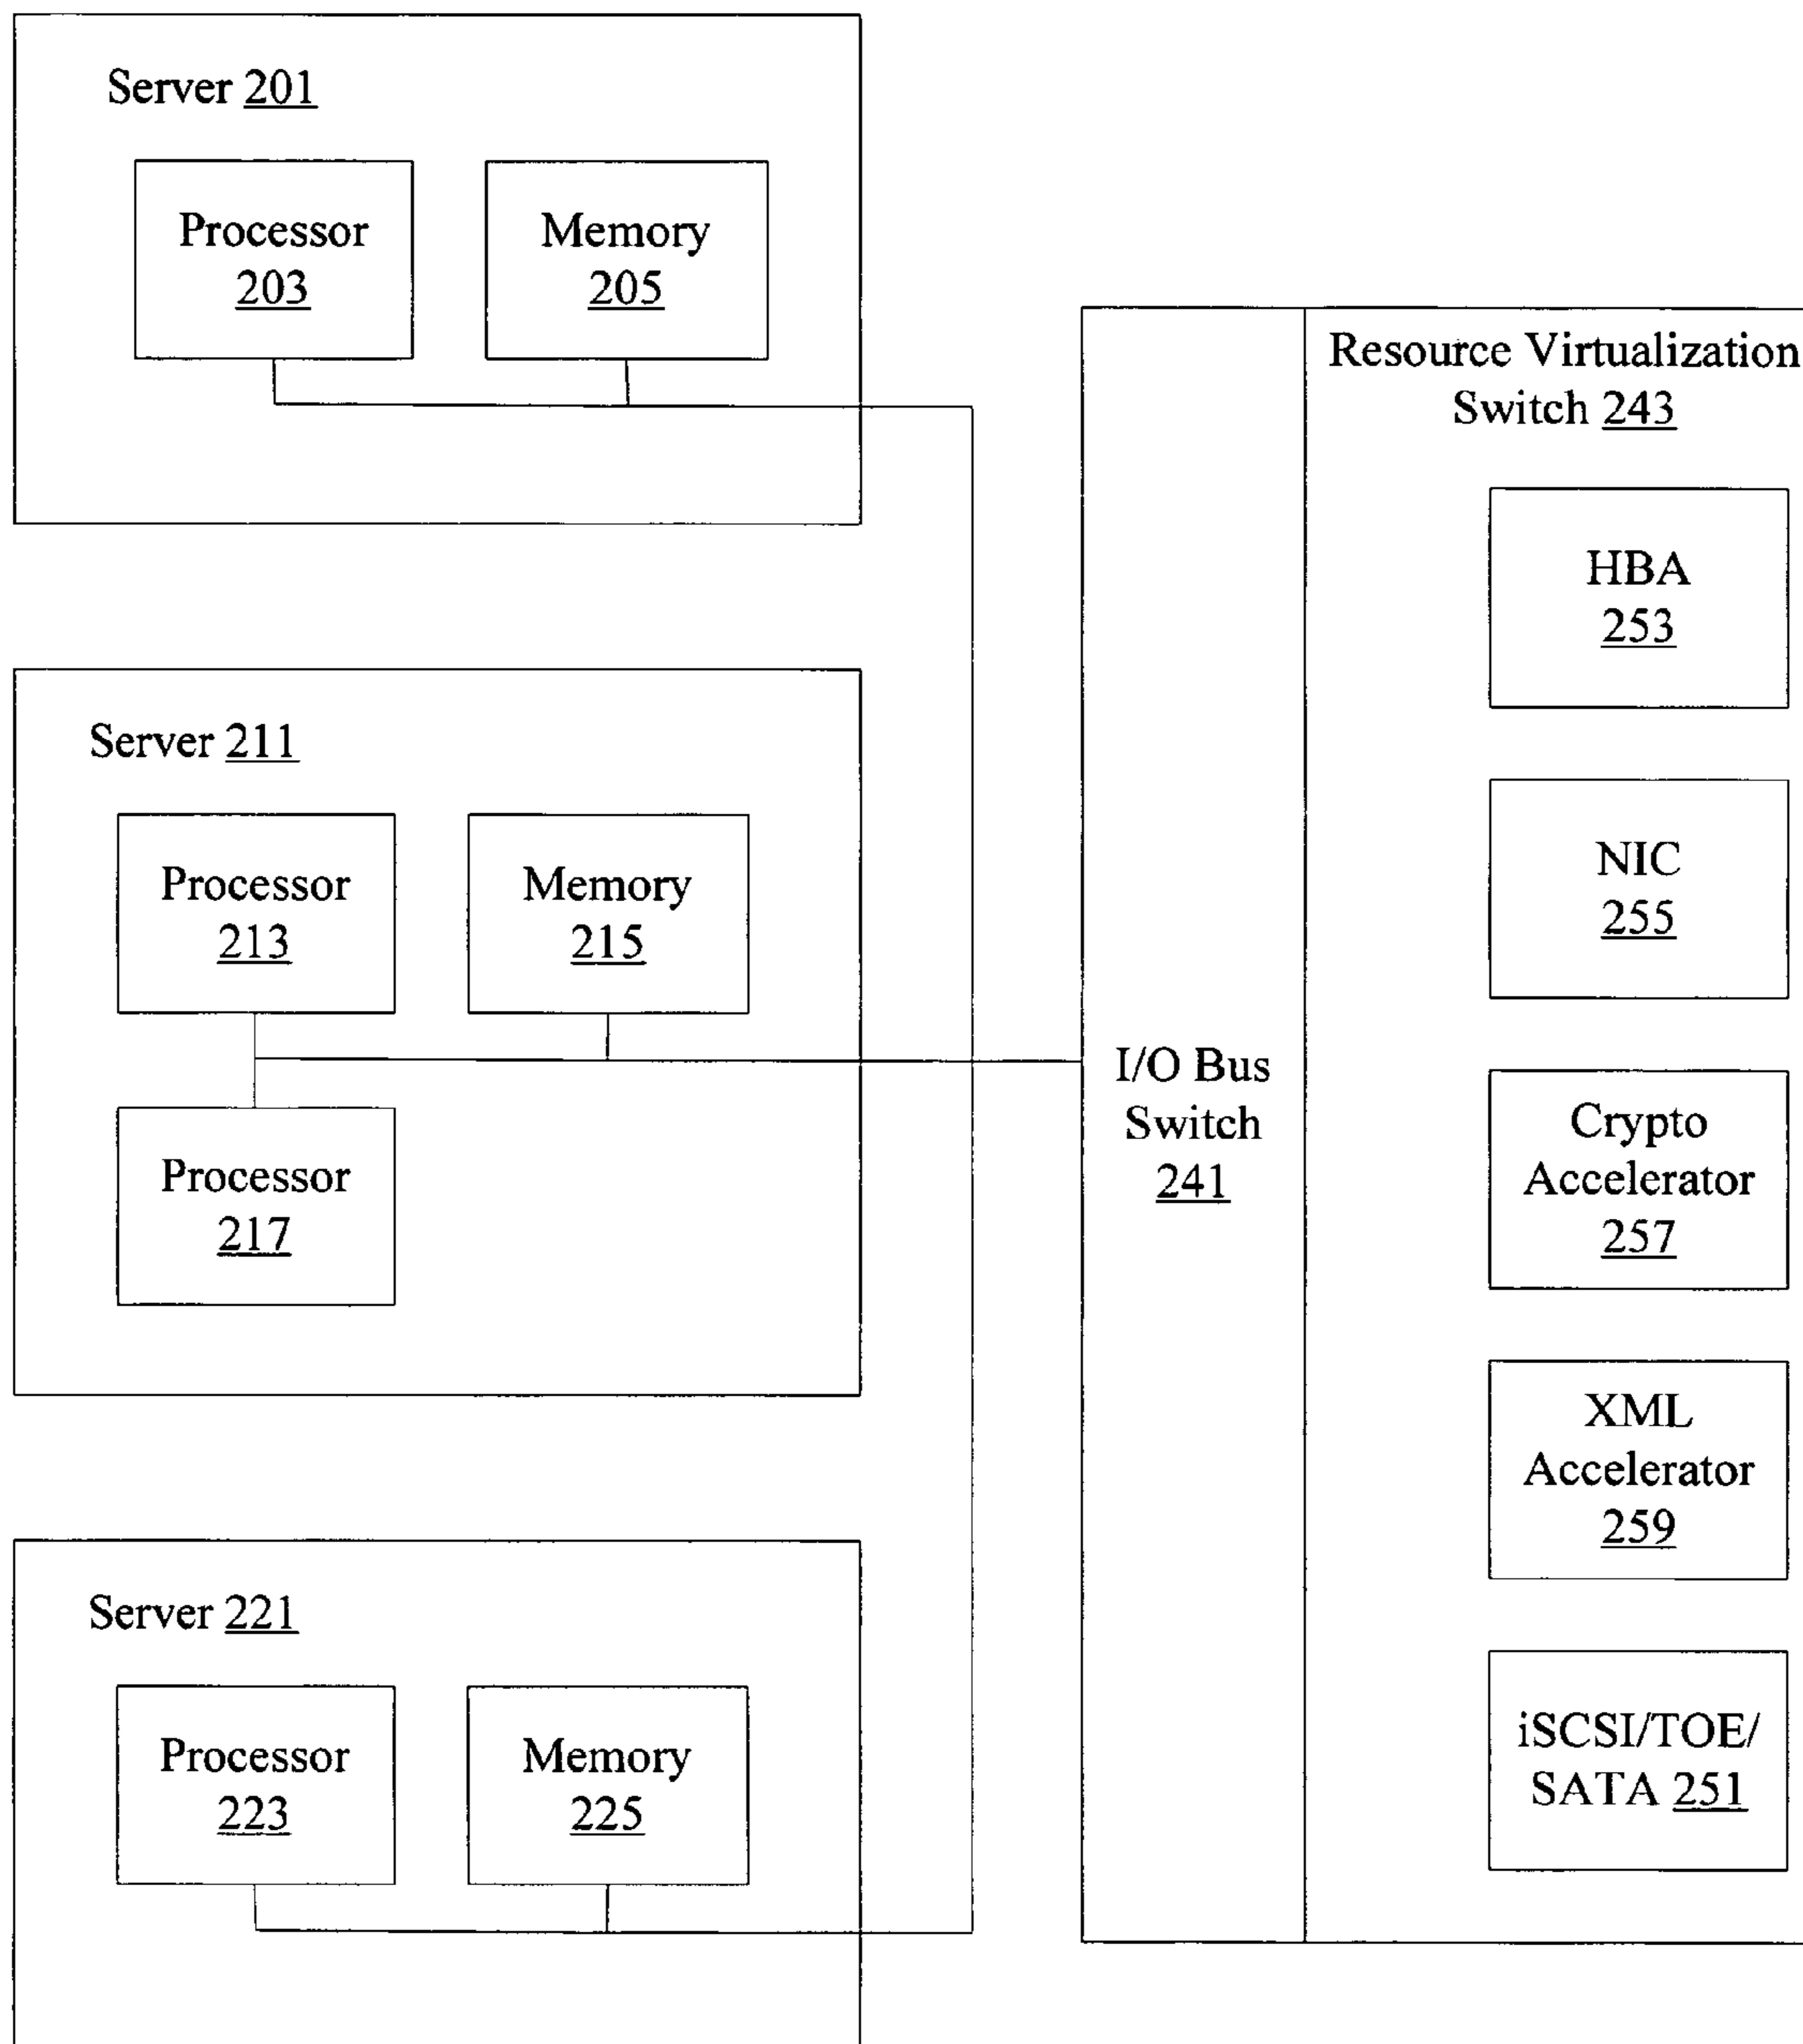 Server 201
Processor
203
Memory
205
Server 211
Processor
213
Memory
215
Processor
217
Server 221
Processor
223
Memory
225
I/O Bus
Switch
241
Resource Virtualization
Switch 243
HBA
253
NIC
255
Crypto
Accelerator
257
XML
Accelerator
259
iSCSI/TOE/
SATA 251